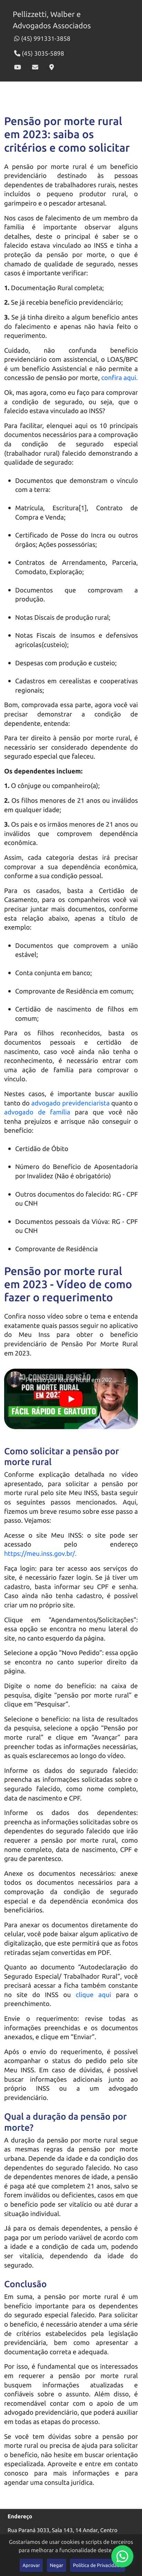 Pellizzetti, Walber e
Advogados Associados
(45) 991331-3858
(45) 3035-5898
Pensão por morte rural
em 2023: saiba os
critérios e como solicitar
A pensão por morte rural é um benefício
previdenciário destinado às pessoas
dependentes de trabalhadores rurais, mesmo
incluídos o pequeno produtor rural, o
garimpeiro e o pescador artesanal.
Nos casos de falecimento de um membro da
família é importante observar alguns
detalhes, deste o principal é saber se o
falecido estava vinculado ao INSS e tinha a
proteção da pensão por morte, o que é
chamado de qualidade de segurado, nesses
casos é importante verificar:
1. Documentação Rural completa;
2. Se já recebia benefício previdenciário;
3. Se já tinha direito a algum benefício antes
do falecimento e apenas não havia feito o
requerimento.
Cuidado, não confunda benefício
previdenciário com assistencial, o LOAS/BPC
é um benefício Assistencial e não permite a
concessão de pensão por morte, confira aqui.
Ok, mas agora, como eu faço para comprovar
a condição de segurado, ou seja, que o
falecido estava vinculado ao INSS?
Para facilitar, elenquei aqui os 10 principais
documentos necessários para a comprovação
da condição de segurado especial
(trabalhador rural) falecido demonstrando a
qualidade de segurado:
Documentos que demonstram o vínculo
com a terra:
Matrícula, Escritura[1], Contrato de
Compra e Venda;
Certificado de Posse do Incra ou outros
órgãos; Ações possessórias;
Contratos de Arrendamento, Parceria,
Comodato, Exploração;
Documentos que comprovam a
produção.
Notas Discais de produção rural;
Notas Fiscais de insumos e defensivos
agrícolas(custeio);
Despesas com produção e custeio;
Cadastros em cerealistas e cooperativas
regionais;
Bom, comprovada essa parte, agora você vai
precisar demonstrar a condição de
dependente, entenda:
Para ter direito à pensão por morte rural, é
necessário ser considerado dependente do
segurado especial que faleceu.
Os dependentes incluem:
1. O cônjuge ou companheiro(a);
2. Os filhos menores de 21 anos ou inválidos
em qualquer idade;
3. Os pais e os irmãos menores de 21 anos ou
inválidos que comprovem dependência
econômica.
Assim, cada categoria destas irá precisar
comprovar a sua dependência econômica,
conforme a sua condição pessoal.
Para os casados, basta a Certidão de
Casamento, para os companheiros você vai
precisar juntar mais documentos, conforme
esta relação abaixo, apenas a título de
exemplo:
Documentos que comprovem a união
estável;
Conta conjunta em banco;
Comprovante de Residência em comum;
Certidão de nascimento de filhos em
comum;
Para os filhos reconhecidos, basta os
documentos pessoais e certidão de
nascimento, caso você ainda não tenha o
reconhecimento, é necessário entrar com
uma ação de família para comprovar o
vínculo.
Nestes casos, é importante buscar auxílio
tanto do advogado previdenciarista quanto o
advogado de família para que você não
tenha prejuízos e arrisque não conseguir o
benefício:
Certidão de Óbito
Número do Benefício de Aposentadoria
por Invalidez (Não é obrigatório)
Outros documentos do falecido: RG - CPF
ou CNH
Documentos pessoais da Viúva: RG - CPF
ou CNH
Comprovante de Residência
Pensão por morte rural
em 2023 - Vídeo de como
fazer o requerimento
Confira nosso vídeo sobre o tema e entenda
exatamente quais passos seguir no aplicativo
do Meu Inss para obter o benefício
previdenciário de Pensão Por Morte Rural
em 2023.
Como solicitar a pensão por
morte rural
Conforme explicação detalhada no vídeo
apresentado, para solicitar a pensão por
morte rural pelo site Meu INSS, basta seguir
os seguintes passos mencionados. Aqui,
fizemos um breve resumo sobre esse passo a
passo. Vejamos:
Acesse o site Meu INSS: o site pode ser
acessado pelo endereço
https://meu.inss.gov.br/.
Faça login: para ter acesso aos serviços do
site, é necessário fazer login. Se já tiver um
cadastro, basta informar seu CPF e senha.
Caso ainda não tenha cadastro, é possível
criar um no próprio site.
Clique em "Agendamentos/Solicitações":
essa opção se encontra no menu lateral do
site, no canto esquerdo da página.
Selecione a opção "Novo Pedido": essa opção
se encontra no canto superior direito da
página.
Digite o nome do benefício: na caixa de
pesquisa, digite "pensão por morte rural" e
clique em "Pesquisar".
Selecione o benefício: na lista de resultados
da pesquisa, selecione a opção "Pensão por
morte rural" e clique em "Avançar" para
preenchida todas as informações necessárias,
as quais esclarecemos ao longo do vídeo.
Informe os dados do segurado falecido:
preencha as informações solicitadas sobre o
segurado falecido, como nome completo,
data de nascimento e CPF.
Informe os dados dos dependentes:
preencha as informações solicitadas sobre os
dependentes do segurado falecido que irão
requerer a pensão por morte rural, como
nome completo, data de nascimento, CPF e
grau de parentesco.
Anexe os documentos necessários: anexe
todos os documentos necessários para a
comprovação da condição de segurado
especial e da dependência econômica dos
beneficiários.
Para anexar os documentos diretamente do
celular, você pode baixar algum aplicativo de
digitalização, que este permitirá que as fotos
retiradas sejam convertidas em PDF.
Quanto ao documento "Autodeclaração do
Segurado Especial/ Trabalhador Rural", você
precisará acessar a ficha também constante
no site do INSS ou clique aqui para o
preenchimento.
Envie o requerimento: revise todas as
informações preenchidas e os documentos
anexados, e clique em "Enviar".
Após o envio do requerimento, é possível
acompanhar o status do pedido pelo site
Meu INSS. Em caso de dúvidas, é possível
buscar informações adicionais junto ao
próprio INSS ou a um advogado
previdenciário.
Qual a duração da pensão por
morte?
A duração da pensão por morte rural segue
as mesmas regras da pensão por morte
urbana. Depende da idade e da condição dos
dependentes do segurado falecido. No caso
de dependentes menores de idade, a pensão
é paga até que completem 21 anos, salvo se
forem inválidos ou deficientes, casos em que
o benefício pode ser vitalício ou até durar a
situação individual.
Já para os demais dependentes, a pensão é
paga por um período variável de acordo com
a idade e a condição de cada um, podendo
ser vitalícia, dependendo da idade do
segurado.
Conclusão
Em suma, a pensão por morte rural é um
benefício importante para os dependentes
do segurado especial falecido. Para solicitar
o benefício, é necessário atender a uma série
de critérios estabelecidos pela legislação
previdenciária, bem como apresentar a
documentação correta e adequada.
Por isso, é fundamental que os interessados
em requerer a pensão por morte rural
busquem informações atualizadas e
confiáveis sobre o assunto. Além disso, é
recomendável contar com o apoio de um
advogado previdenciário, que poderá auxiliar
em todas as etapas do processo.
Se você tem dúvidas sobre a pensão por
morte rural ou precisa de ajuda para solicitar
o benefício, não hesite em buscar orientação
especializada. Aproveite e entre em contato
conosco para mais informações e para
agendar uma consulta jurídica.
Endereço
Rua Paraná 3033, Sala 143, 14 Andar, Centro
Gostaríamos de usar cookies e scripts de terceiros
para melhorar a funcionalidade deste
Aprovar
Negar
Política de Privacidade